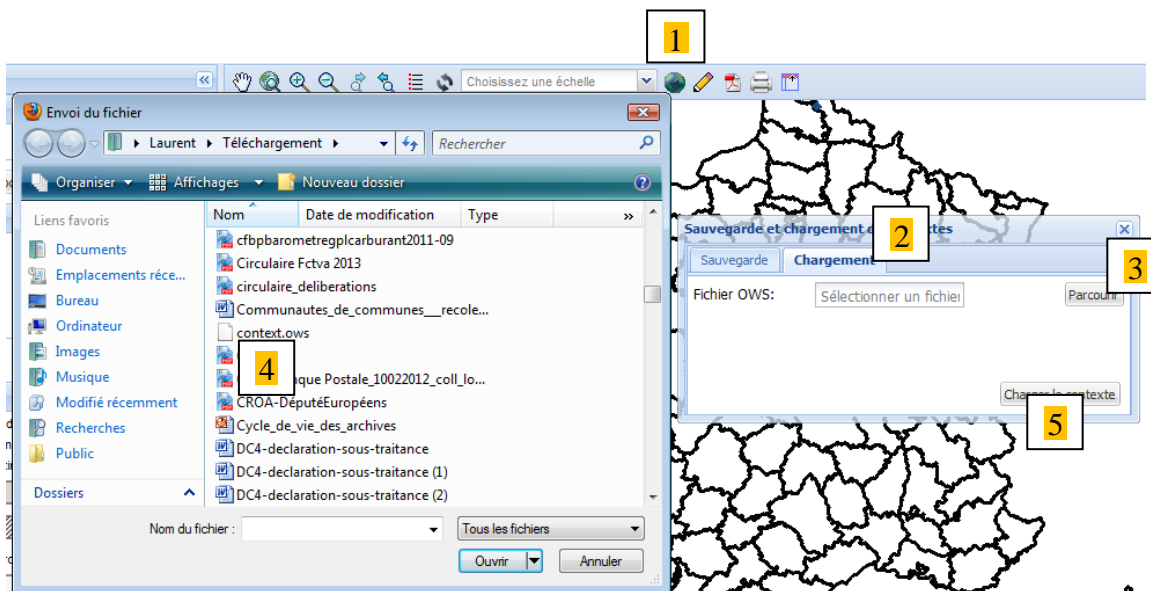 1
Choisissez une échelle
Envoi du fichier
Laurent Téléchargement
Rechercher
Organiser Affichages Nouveau dossier
Liens favoris
Documents
Emplacements réce...
Bureau
Ordinateur
Images
Musique
Modifié récemment
Recherches
Public
Dossiers
Nom Date de modification Type »
cfbpbarometregplcarburant2011-09
Circulaire Fctva 2013
circulaire_deliberations
Communautes_de_communes__recole...
context.ows
4
Postale_10022012_coll_lo...
CROA-DéputéEuropéens
Cycle_de_vie_des_archives
DC4-declaration-sous-traitance
DC4-declaration-sous-traitance (1)
DC4-declaration-sous-traitance (2)
Nom du fichier :
Tous les fichiers
Ouvrir Annuler
Sauvegarde et chargement
2
Sauvegarde Chargement
3
Fichier OWS: Sélectionner un fichier Parcourir
Charger le contexte
5